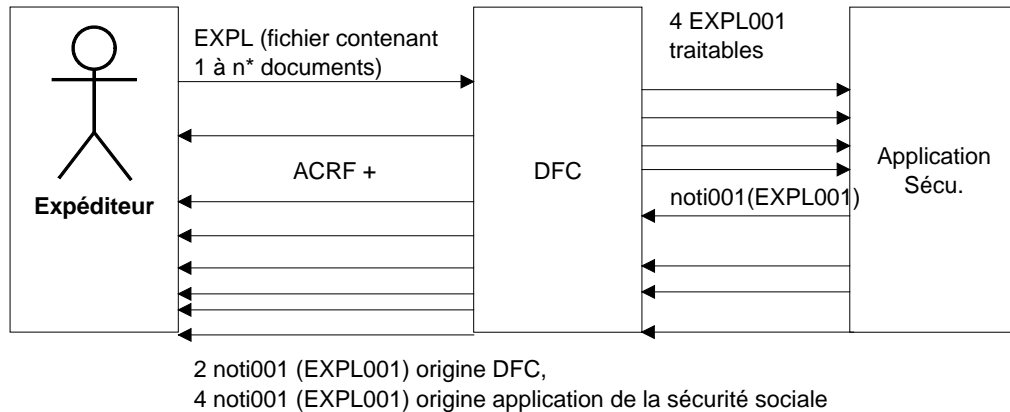 EXPL (fichier contenant
1 à n* documents)
4 EXPL001
traitables
ACRF +
DFC
Application
Sécu.
Expéditeur
noti001(EXPL001)
2 noti001 (EXPL001) origine DFC,
4 noti001 (EXPL001) origine application de la sécurité sociale